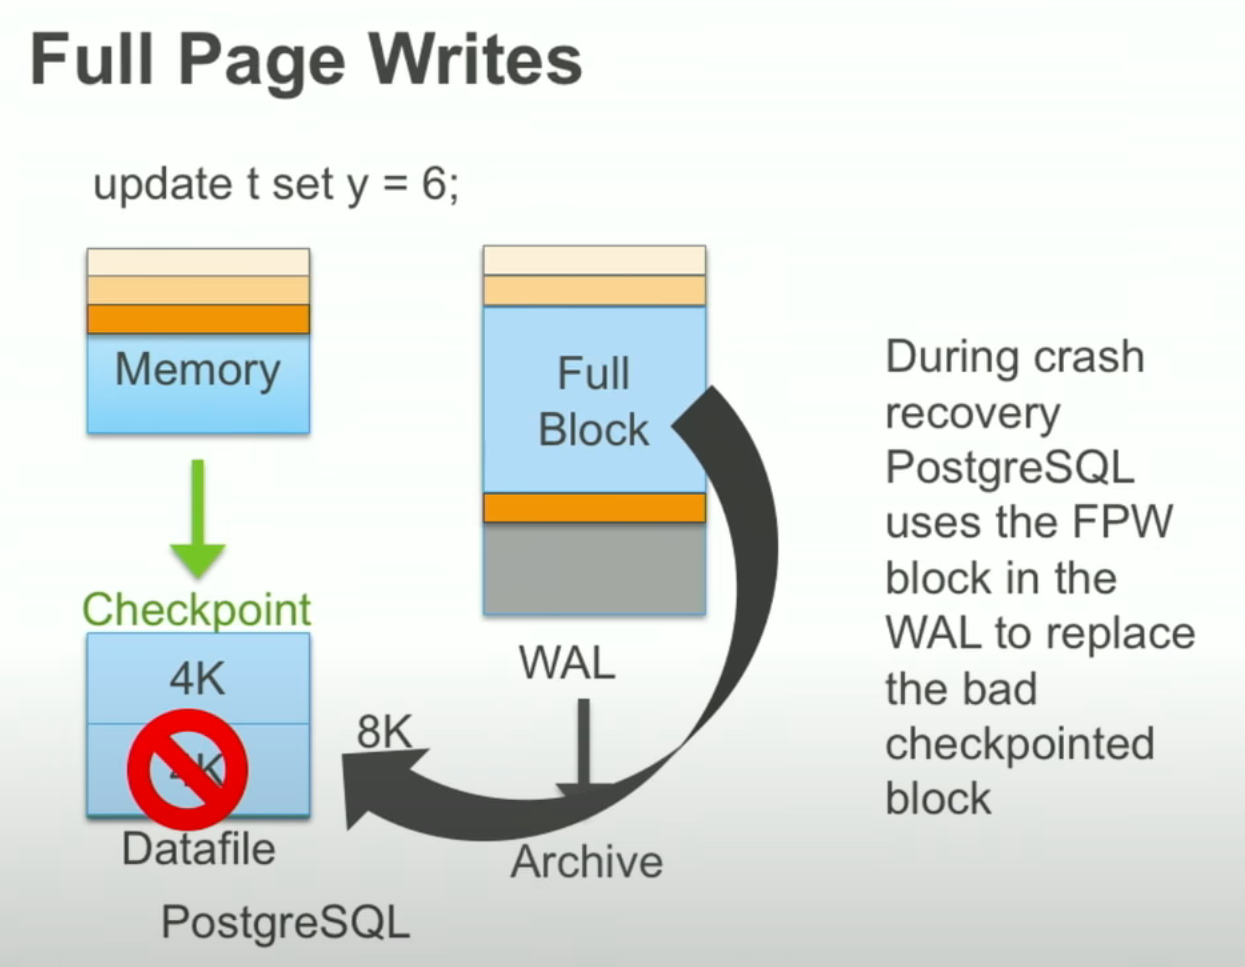 Full Page Writes
update t set y = 6;
Memory
Checkpoint
4K
4K
Datafile
PostgreSQL
Full
Block
WAL
8K
Archive
During crash
recovery
PostgreSQL
uses the FPW
block in the
WAL to replace
the bad
checkpointed
block